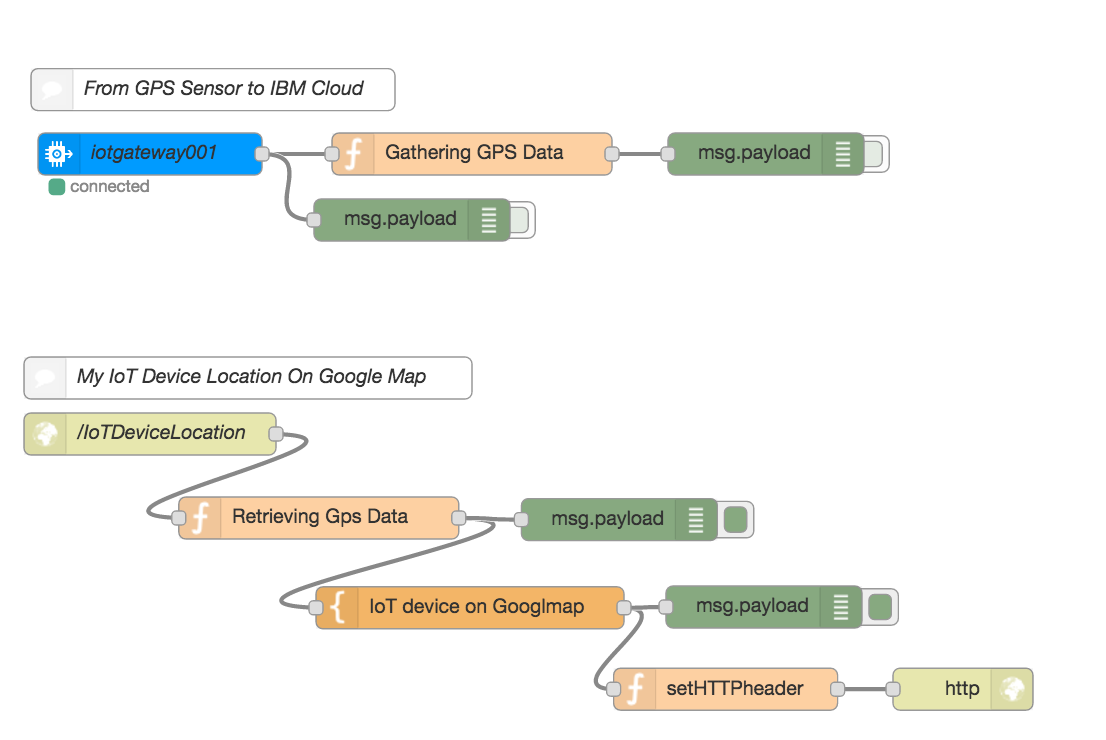 From GPS Sensor to IBM Cloud
iotgateway001
Gathering GPS Data
msg.payload
connected
msg.payload
My IoT Device Location On Google Map
/IoTDeviceLocation
Retrieving Gps Data
msg.payload
IoT device on Googlmap
msg.payload
setHTTPheader
http